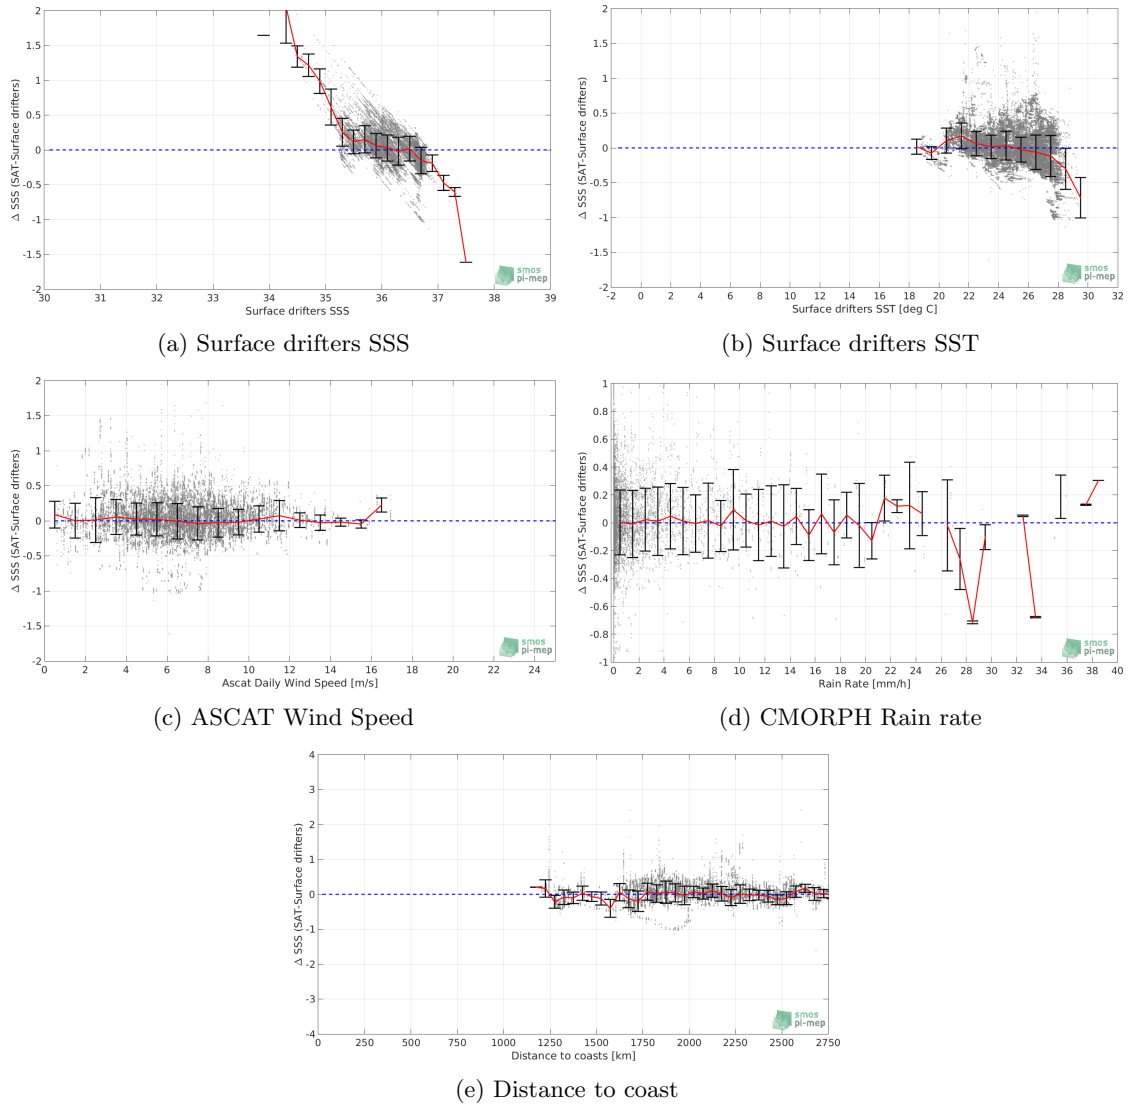 2
1.5
1
0.5
0
-0.5
-1
-1.5
-2
Δ SSS (SAT-Surface drifters)
30 31 32 33 34 35 36 37 38 39
Surface drifters SSS
smos
pi-mep
(a) Surface drifters SSS
2
1.5
1
0.5
0
-0.5
-1
-1.5
-2
Δ SSS (SAT-Surface drifters)
-2 0 2 4 6 8 10 12 14 16 18 20 22 24 26 28 30 32
Surface drifters SST [deg C]
smos
pi-mep
(b) Surface drifters SST
2
1.5
1
0.5
0
-0.5
-1
-1.5
-2
Δ SSS (SAT-Surface drifters)
0 2 4 6 8 10 12 14 16 18 20 22 24
Ascat Daily Wind Speed [m/s]
smos
pi-mep
(c) ASCAT Wind Speed
1
0.8
0.6
0.4
0.2
0
-0.2
-0.4
-0.6
-0.8
-1
Δ SSS (SAT-Surface drifters)
0 2 4 6 8 10 12 14 16 18 20 22 24 26 28 30 32 34 36 38 40
Rain Rate [mm/h]
smos
pi-mep
(d) CMORPH Rain rate
4
3
2
1
0
-1
-2
-3
-4
Δ SSS (SAT-Surface drifters)
0 250 500 750 1000 1250 1500 1750 2000 2250 2500 2750
Distance to coasts [km]
smos
pi-mep
(e) Distance to coast